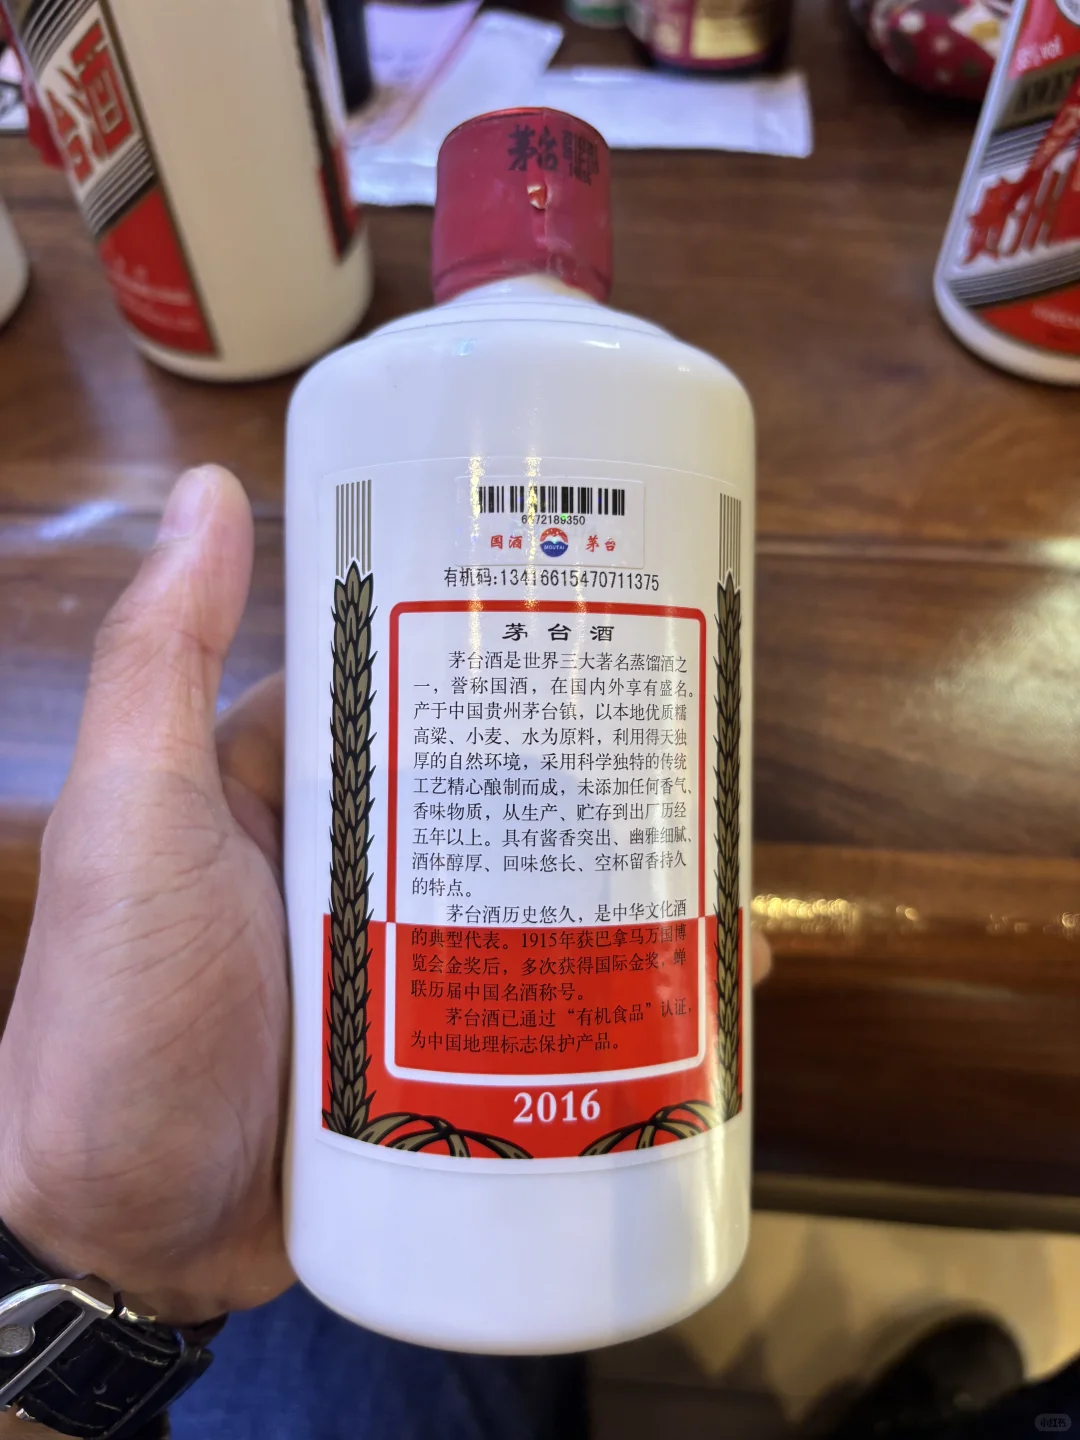 茅台
酒
vol
6372189350
国酒
MOUTAI
茅台
有机码:13416615470711375
茅台酒
茅台酒是世界三大著名蒸馏酒之
一，誉称国酒，在国内外享有盛名。
产于中国贵州茅台镇，以本地优质糯
高粱、小麦、水为原料，利用得天独
厚的自然环境，采用科学独特的传统
工艺精心酿制而成，未添加任何香气、
香味物质，从生产、贮存到出厂历经
五年以上。具有酱香突出、幽雅细腻、
酒体醇厚、回味悠长、空杯留香持久
的特点。
茅台酒历史悠久，是中华文化酒
的典型代表。1915年获巴拿马万国博
览会金奖后，多次获得国际金奖，蝉
联历届中国名酒称号。
茅台酒已通过“有机食品”认证，
为中国地理标志保护产品。
2016
小红书